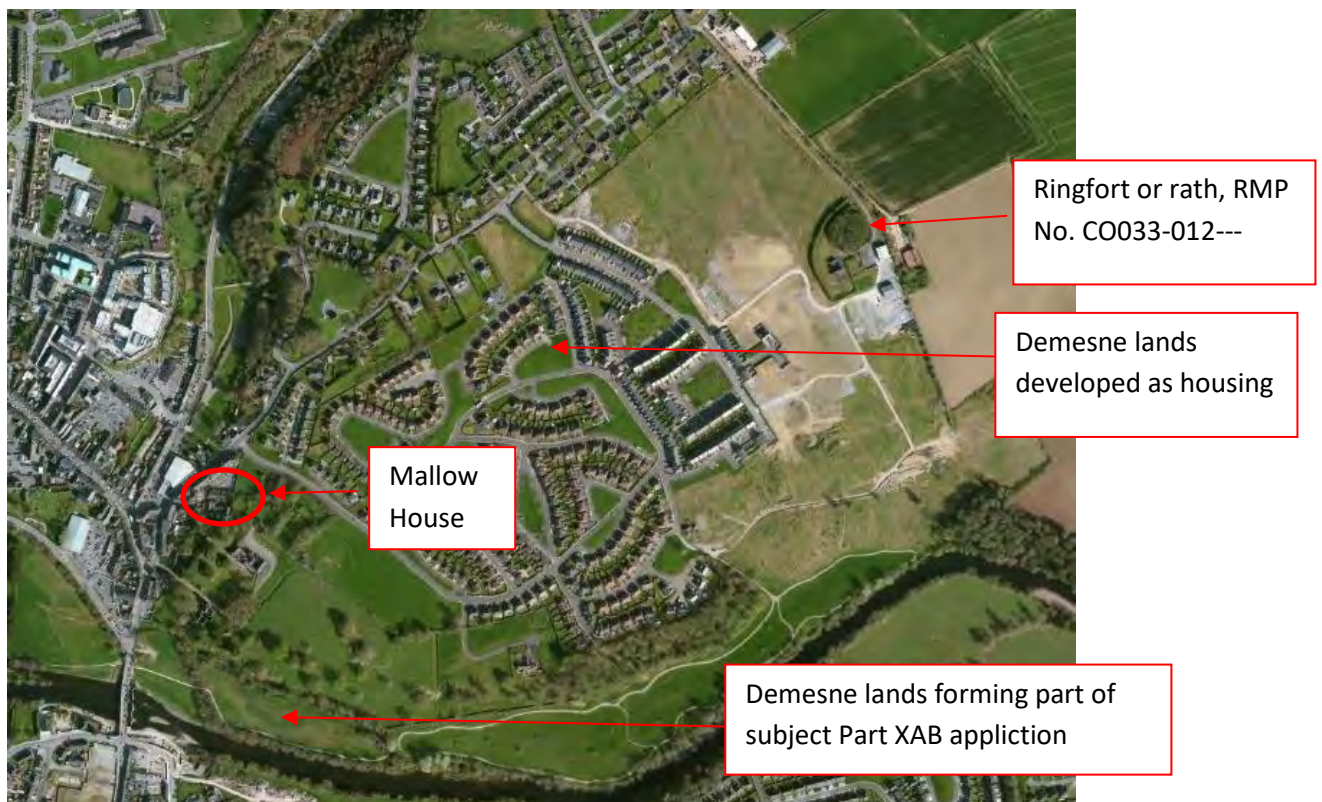 Ringfort or rath, RMP
No. CO033-012---
Demesne lands
developed as housing
Mallow
House
Demesne lands forming part of
subject Part XAB appliction